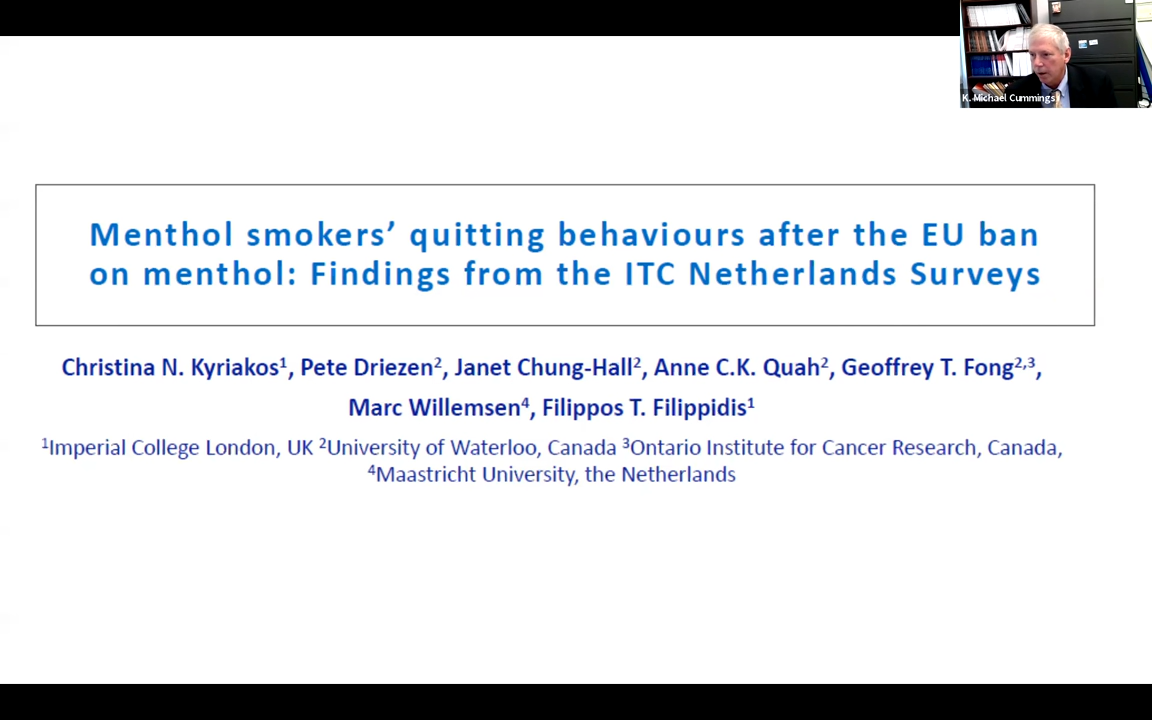 K. Michael Cummings
Menthol smokers’ quitting behaviours after the EU ban
on menthol: Findings from the ITC Netherlands Surveys
Christina N. Kyriakos¹, Pete Driezen², Janet Chung-Hall², Anne C.K. Quah², Geoffrey T. Fong²,³,
Marc Willemsen⁴, Filippos T. Filippidis¹
¹Imperial College London, UK ²University of Waterloo, Canada ³Ontario Institute for Cancer Research, Canada,
⁴Maastricht University, the Netherlands